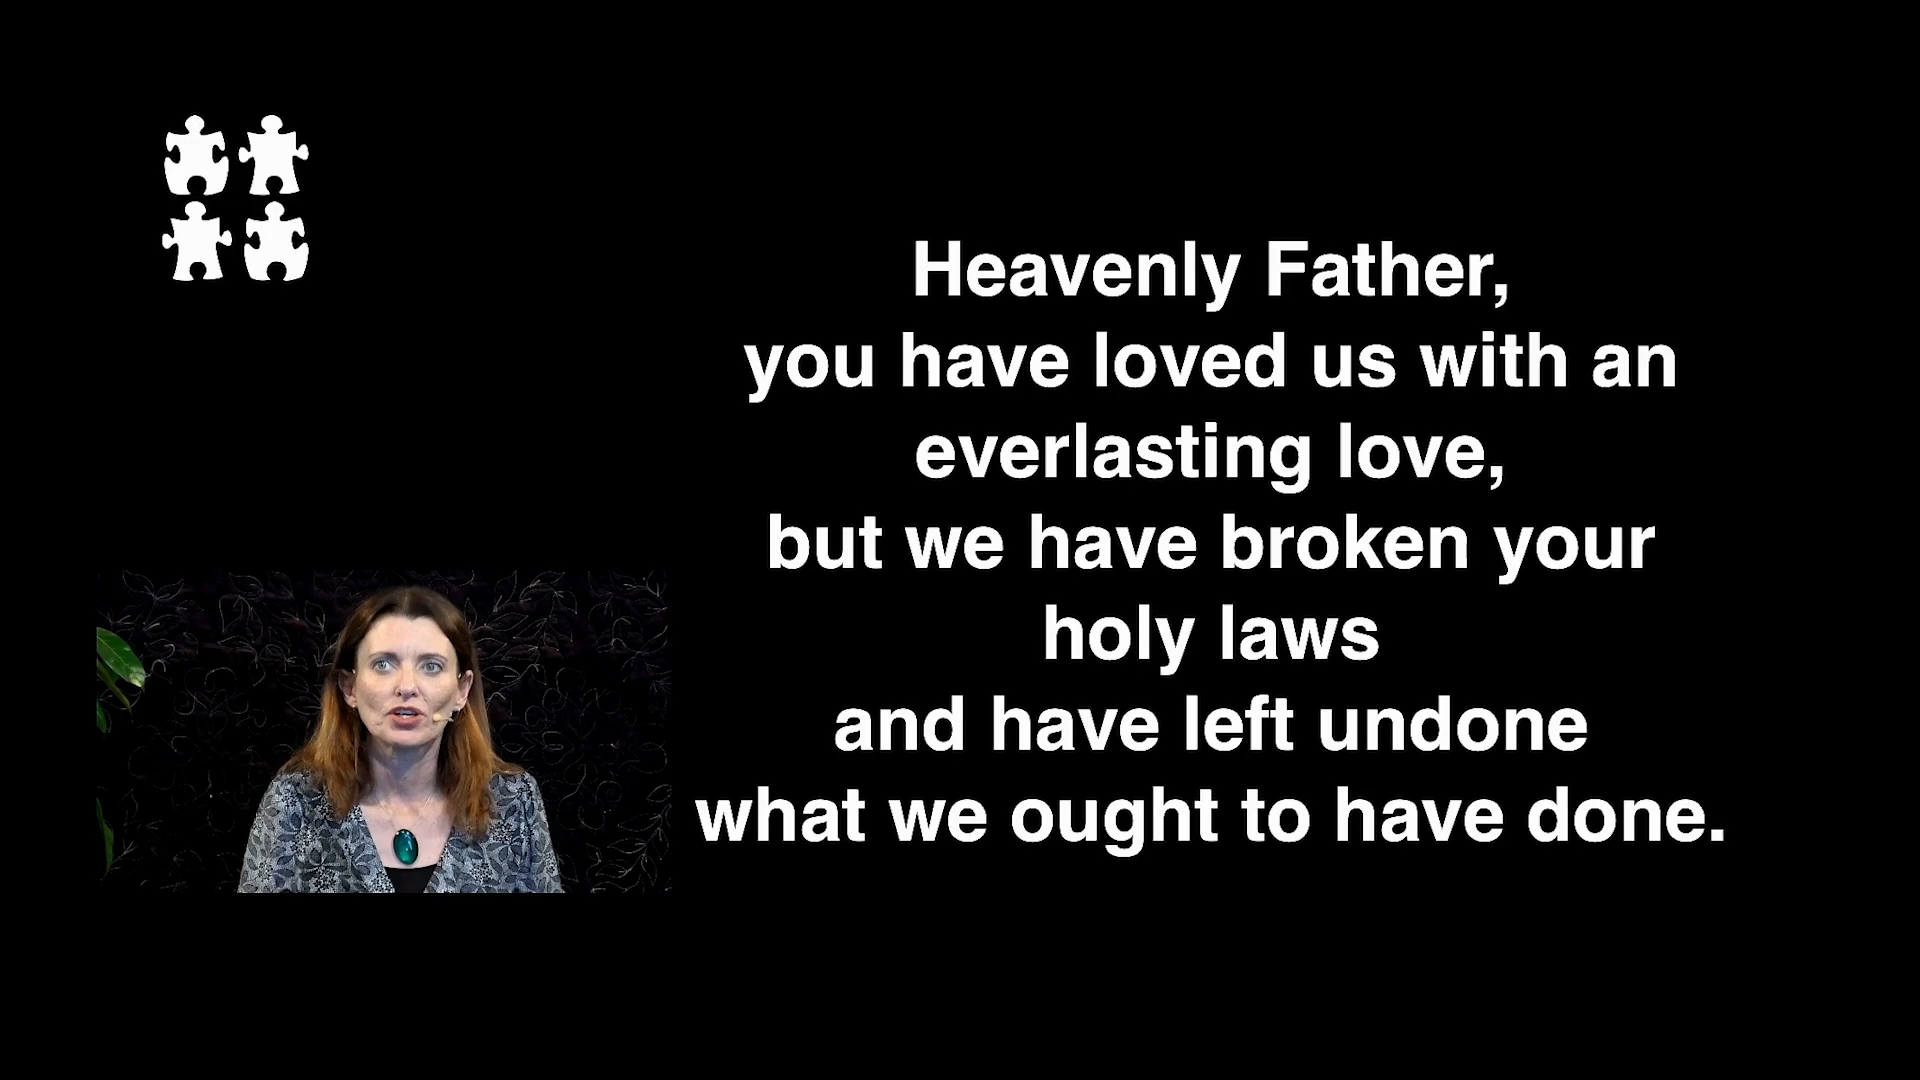 Heavenly Father,
you have loved us with an
everlasting love,
but we have broken your
holy laws
and have left undone
what we ought to have done.